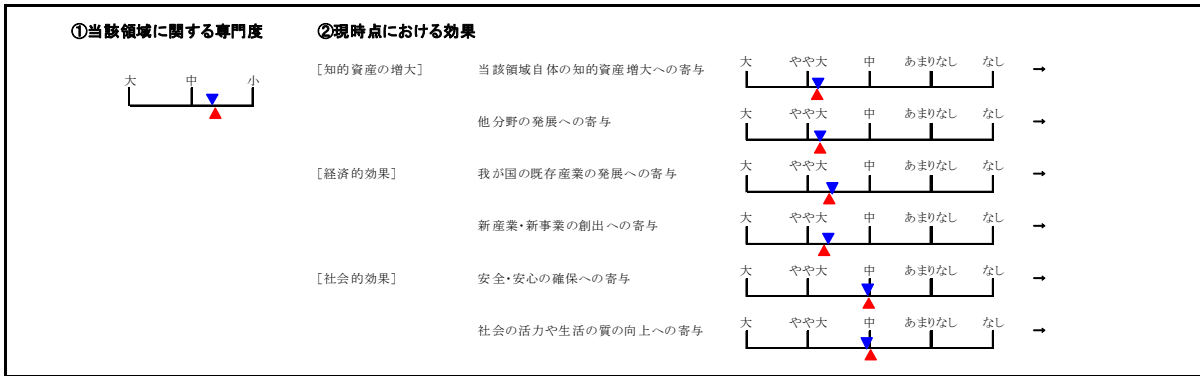 ①当該領域に関する専門度 ②現時点における効果
大 中 小
[知的資産の増大] 当該領域自体の知的資産増大への寄与 大 やや大 中 あまりなし なし →
他分野の発展への寄与 大 やや大 中 あまりなし なし →
[経済的効果] 我が国の既存産業の発展への寄与 大 やや大 中 あまりなし なし →
新産業・新事業の創出への寄与 大 やや大 中 あまりなし なし →
[社会的効果] 安全・安心の確保への寄与 大 やや大 中 あまりなし なし →
社会の活力や生活の質の向上への寄与 大 やや大 中 あまりなし なし →